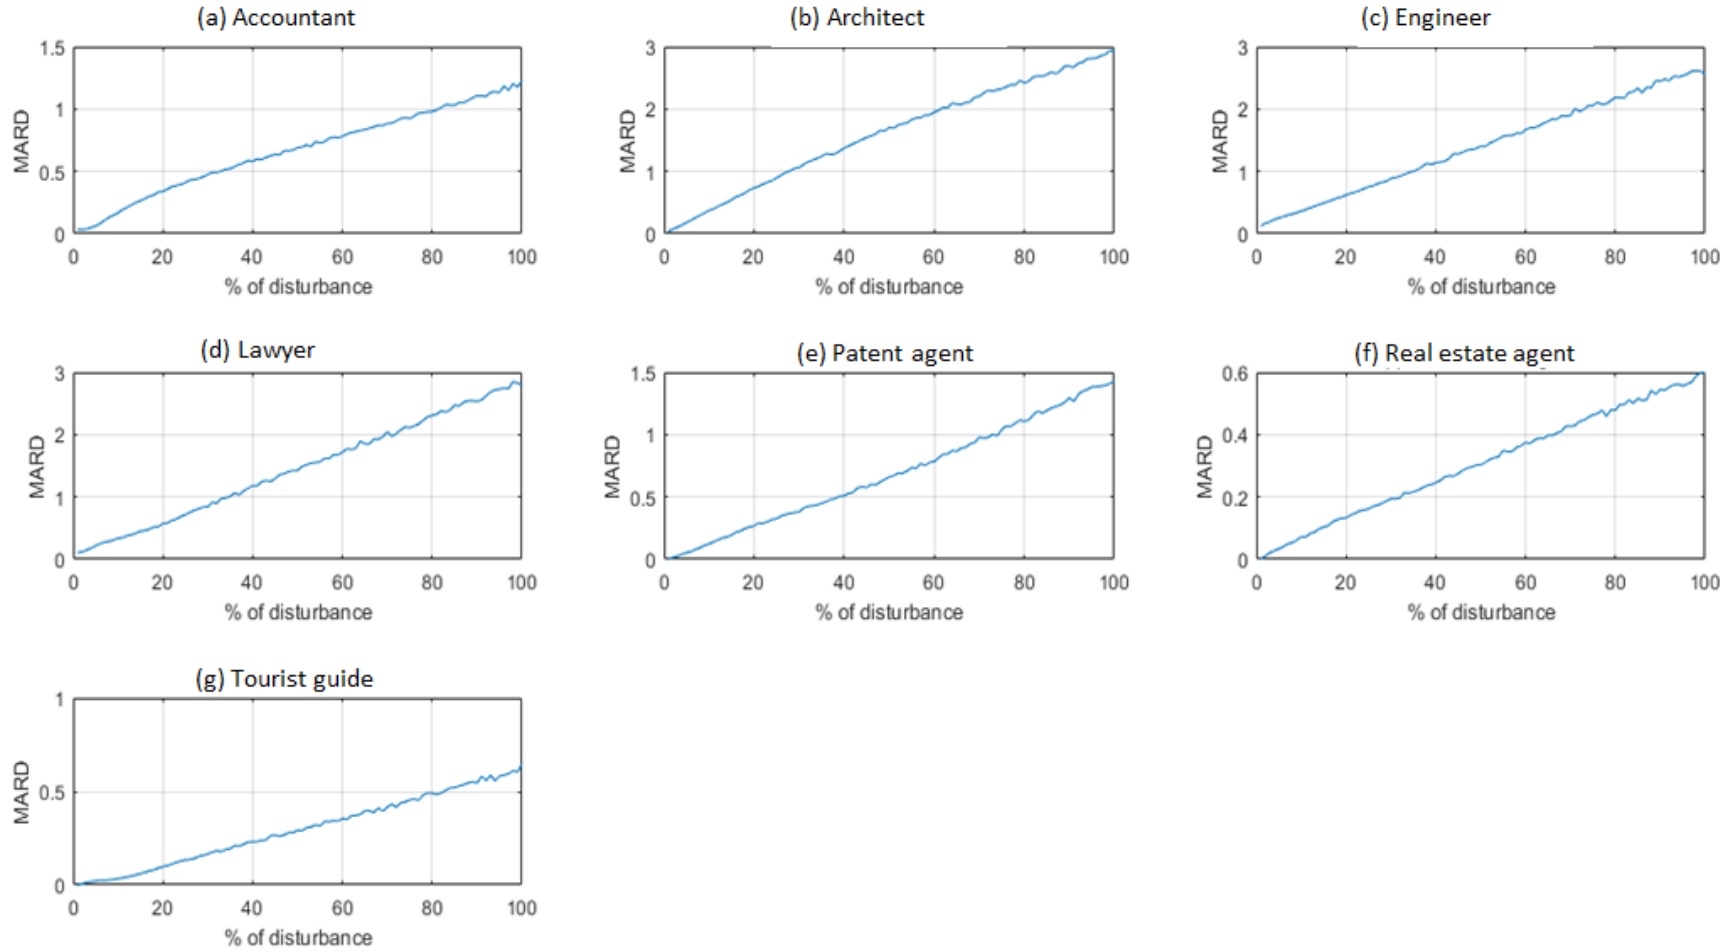 (a) Accountant
(b) Architect
(c) Engineer
MARD
1.5
1
0.5
0
0 20 40 60 80 100
% of disturbance
MARD
3
2
1
0
0 20 40 60 80 100
% of disturbance
MARD
3
2
1
0
0 20 40 60 80 100
% of disturbance
(d) Lawyer
(e) Patent agent
(f) Real estate agent
MARD
3
2
1
0
0 20 40 60 80 100
% of disturbance
MARD
1.5
1
0.5
0
0 20 40 60 80 100
% of disturbance
MARD
0.6
0.4
0.2
0
0 20 40 60 80 100
% of disturbance
(g) Tourist guide
MARD
1
0.5
0
0 20 40 60 80 100
% of disturbance